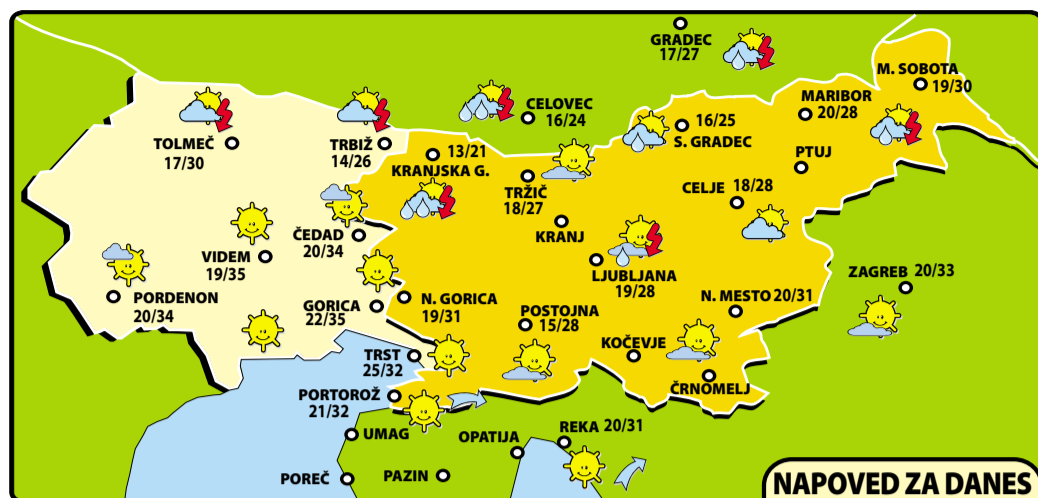 GRADEC
17/27
M. SOBOTA
19/30
MARIBOR
20/28
CELOVEC
16/24
16/25
S. GRADEC
TOLMEČ
17/30
TRBIŽ
14/26
13/21
KRANJSKA G.
PTUJ
TRŽIČ
18/27
CELJE 18/28
KRANJ
ČEDAD
20/34
VIDEM
19/35
LJUBLJANA
19/28
ZAGREB 20/33
PORDENON
20/34
GORICA
22/35
N. GORICA
19/31
POSTOJNA
15/28
N. MESTO 20/31
KOČEVJE
TRST
25/32
ČRNOMELJ
PORTOROŽ
21/32
UMAG
OPATIJA
REKA 20/31
POREČ
PAZIN
NAPOVED ZA DANES